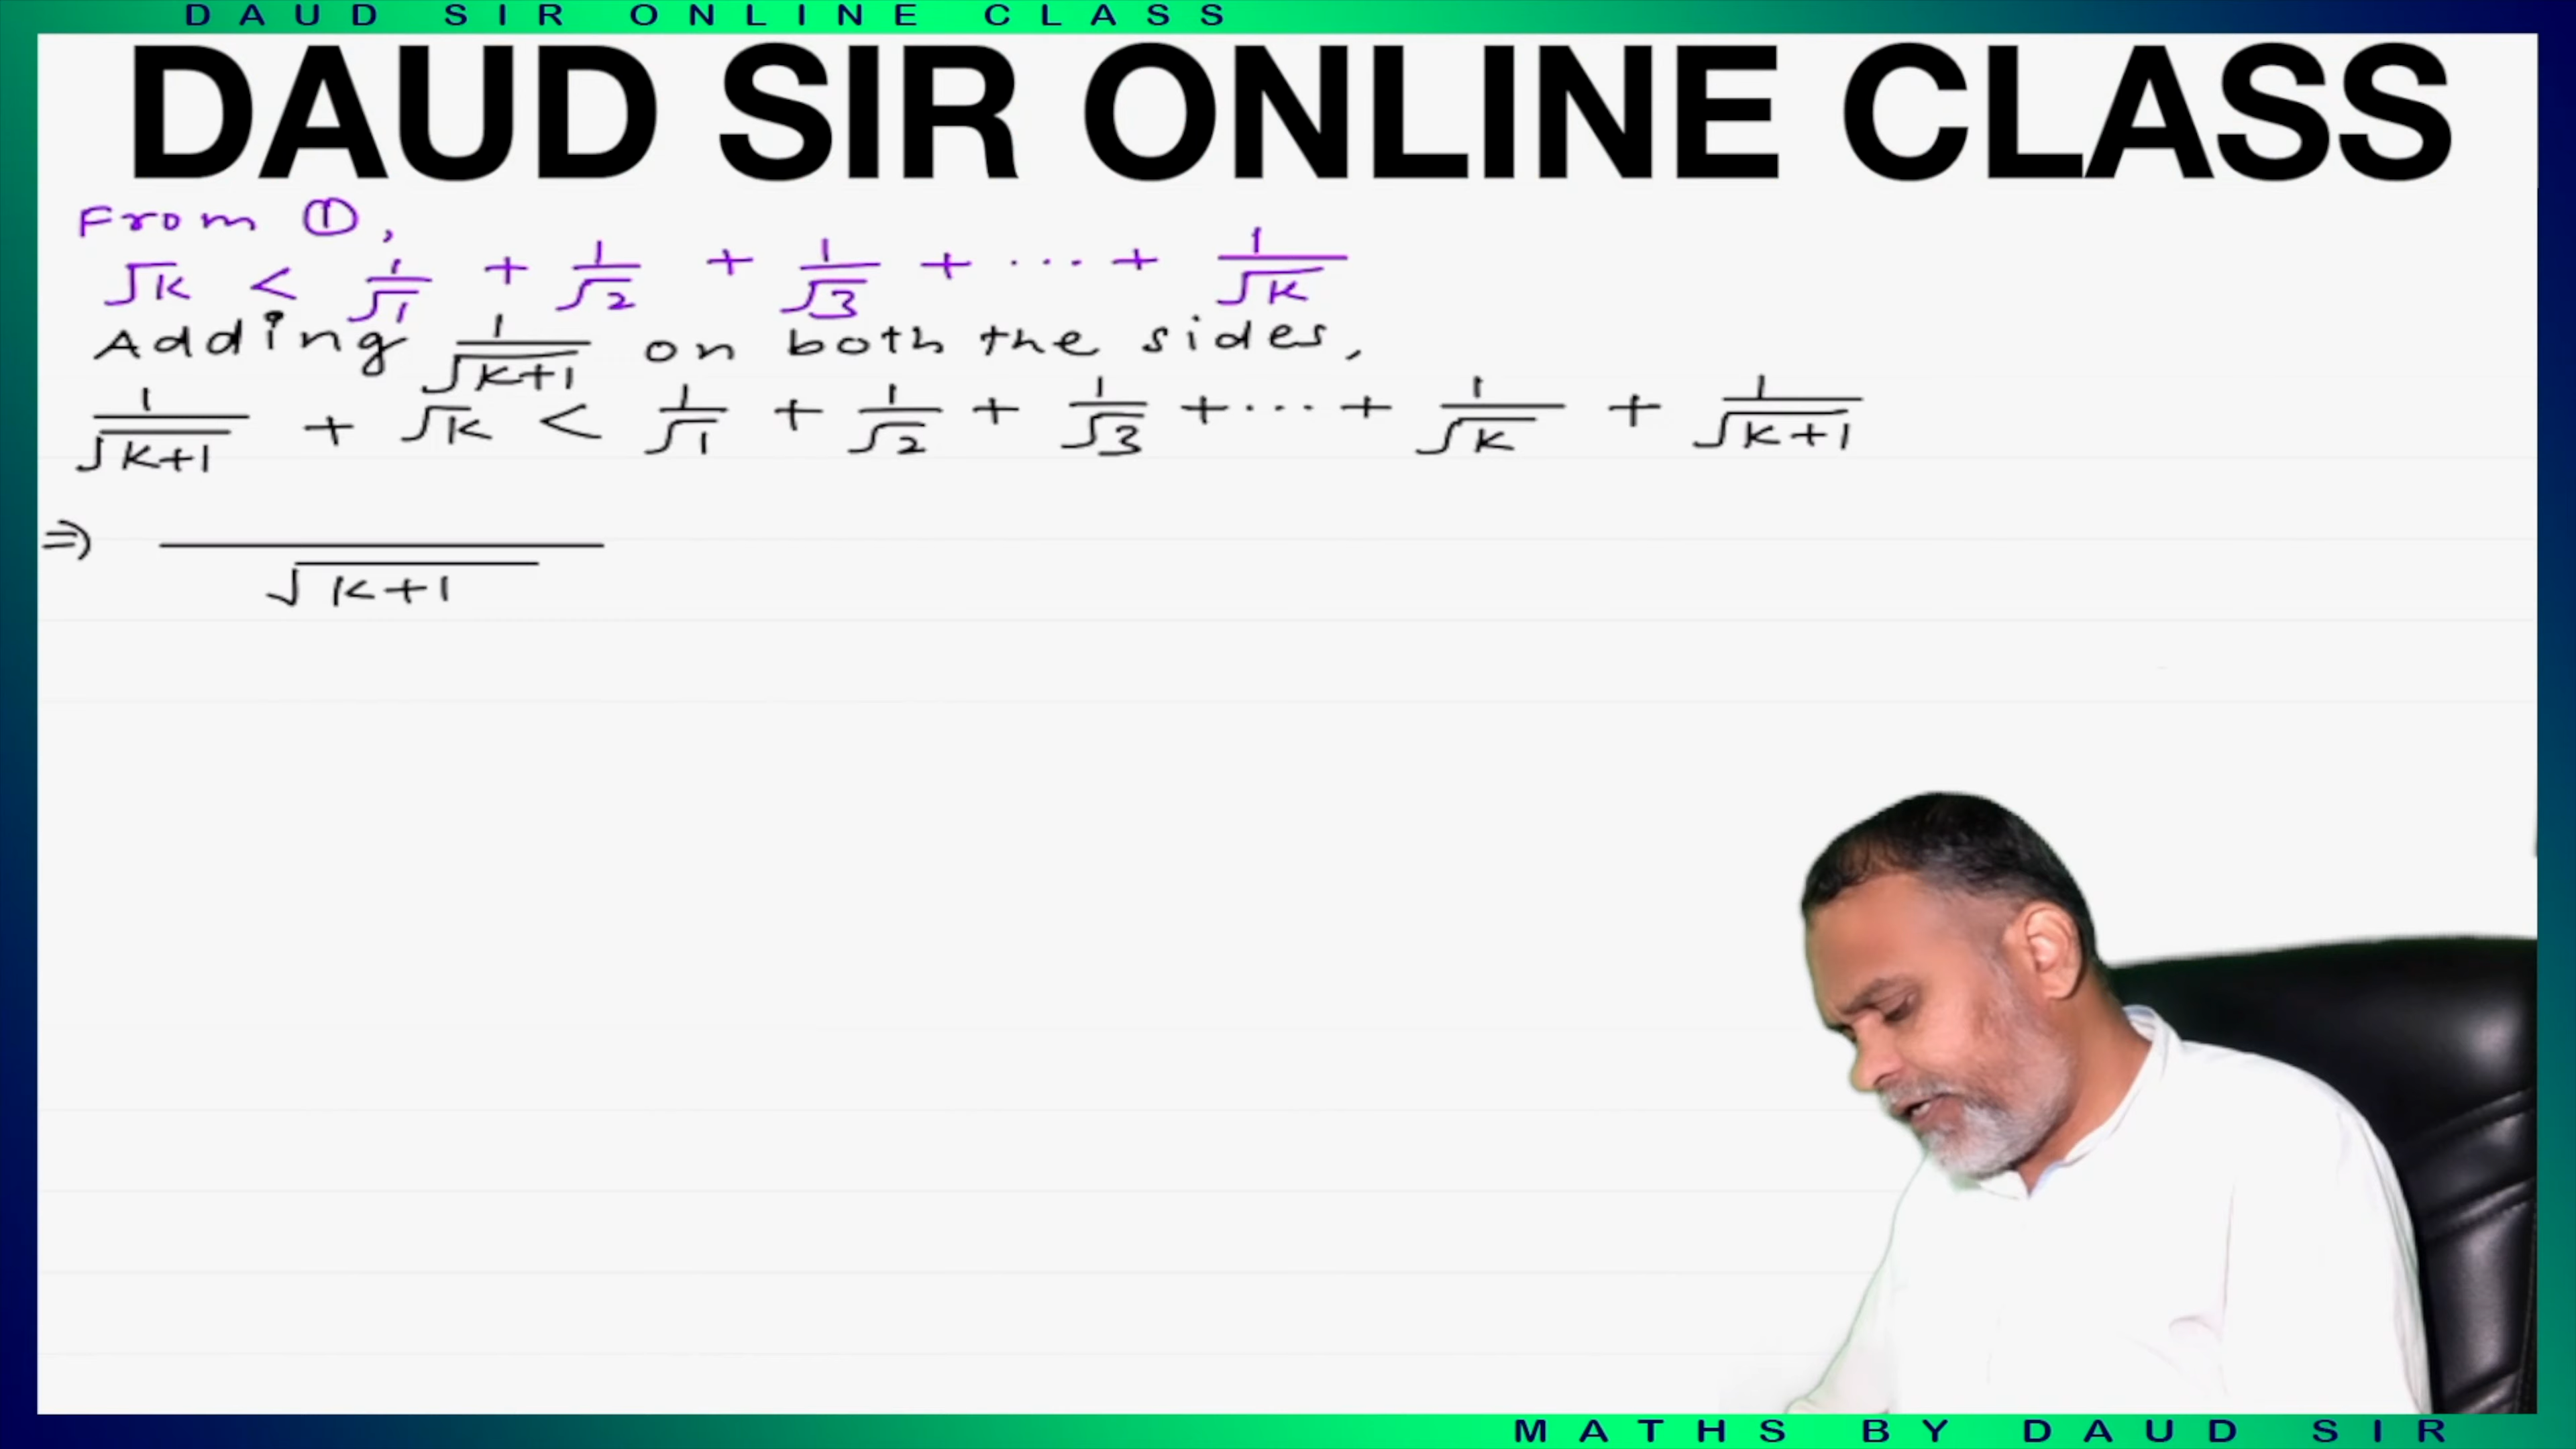 DAUD SIR ONLINE CLASS
DAUD SIR ONLINE CLASS
From ①,
√k < 1/√1 + 1/√2 + 1/√3 + ... + 1/√k
Adding 1/√(k+1) on both the sides,
1/√(k+1) + √k < 1/√1 + 1/√2 + 1/√3 + ... + 1/√k + 1/√(k+1)
⇒ /√(k+1)
MATHS BY DAUD SIR